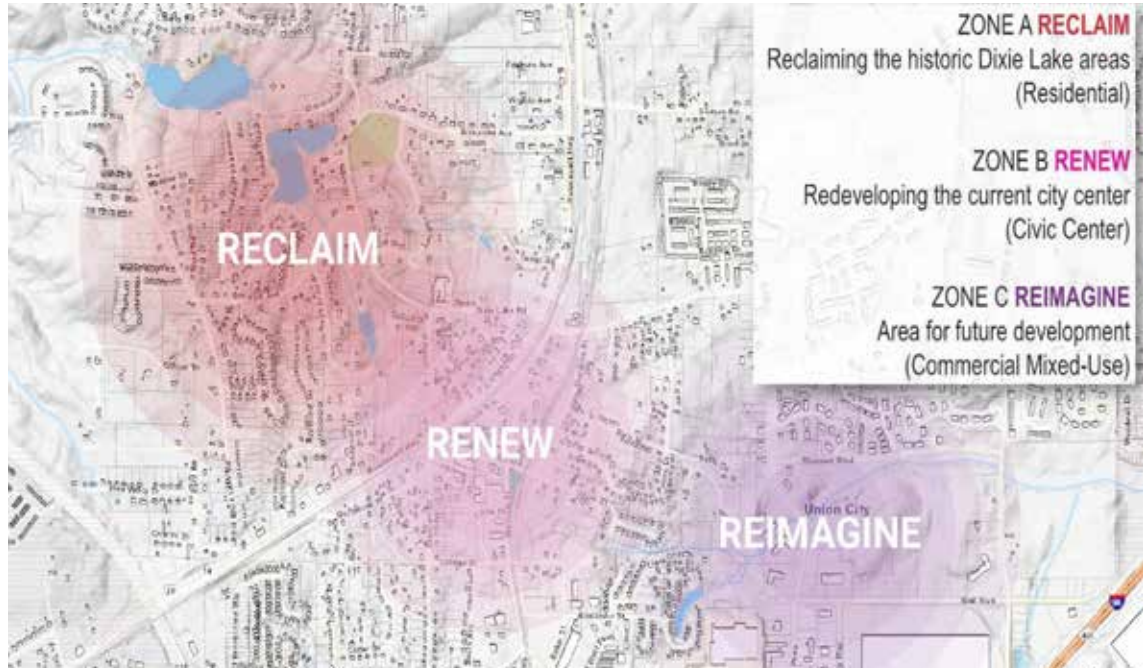 ZONE A RECLAIM
Reclaiming the historic Dixie Lake areas
(Residential)
ZONE B RENEW
Redeveloping the current city center
(Civic Center)
ZONE C REIMAGINE
Area for future development
(Commercial Mixed-Use)
RECLAIM
RENEW
Union City
REIMAGINE